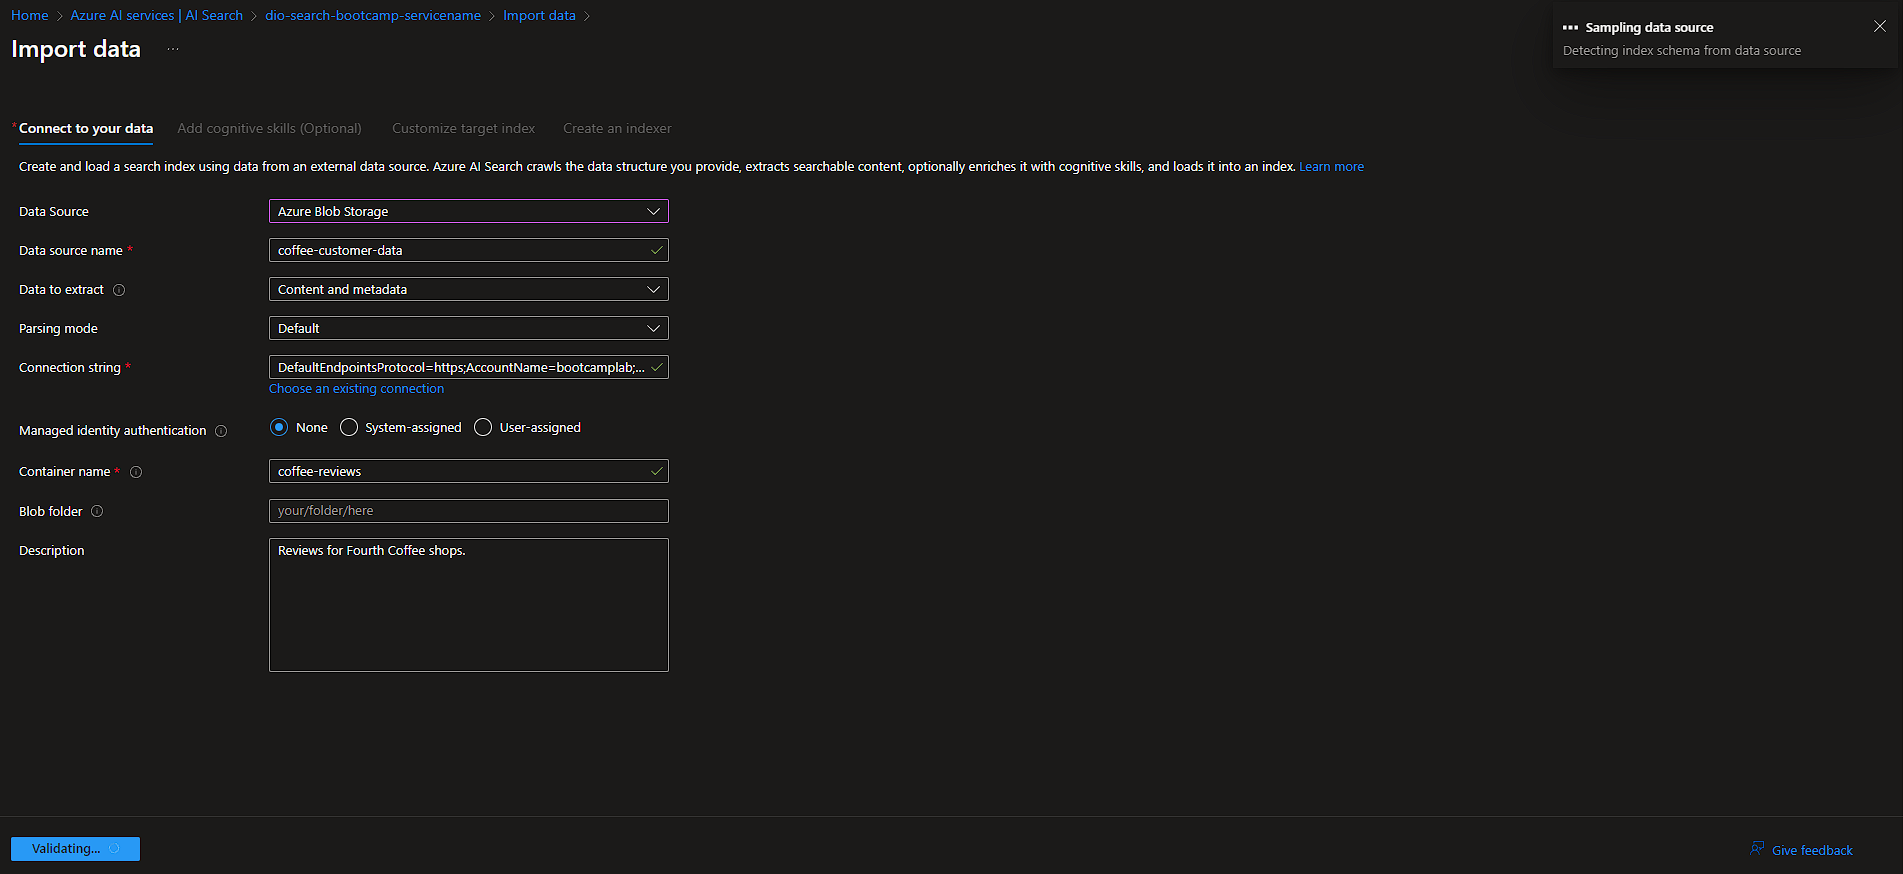 Home > Azure AI services | AI Search > dio-search-bootcamp-servicename > Import data >
Import data ...
Sampling data source
Detecting index schema from data source
* Connect to your data Add cognitive skills (Optional) Customize target index Create an indexer
Create and load a search index using data from an external data source. Azure AI Search crawls the data structure you provide, extracts searchable content, optionally enriches it with cognitive skills, and loads it into an index. Learn more
Data Source Azure Blob Storage
Data source name * coffee-customer-data
Data to extract Content and metadata
Parsing mode Default
Connection string * DefaultEndpointsProtocol=https;AccountName=bootcamplab;...
Choose an existing connection
Managed identity authentication None System-assigned User-assigned
Container name * coffee-reviews
Blob folder your/folder/here
Description Reviews for Fourth Coffee shops.
Validating...
Give feedback